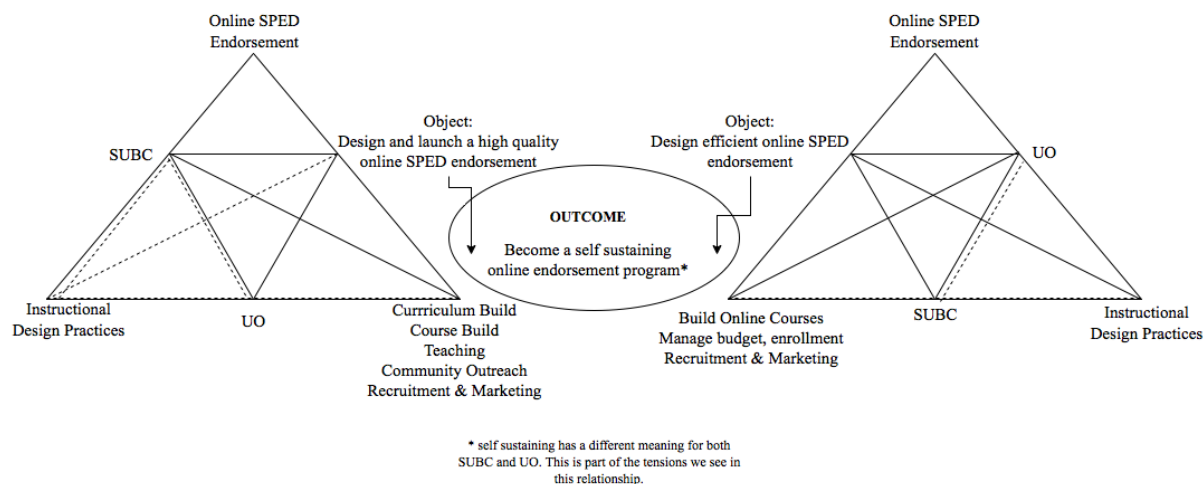 Online SPED
Endorsement
Online SPED
Endorsement
Object:
Design and launch a high quality
online SPED endorsement
Object:
Design efficient online SPED
endorsement
SUBC
UO
OUTCOME
Become a self sustaining
online endorsement program*
Instructional
Design Practices
UO
Currriculum Build
Course Build
Teaching
Community Outreach
Recruitment & Marketing
Build Online Courses
Manage budget, enrollment
Recruitment & Marketing
SUBC
Instructional
Design Practices
* self sustaining has a different meaning for both
SUBC and UO. This is part of the tensions we see in
this relationship.